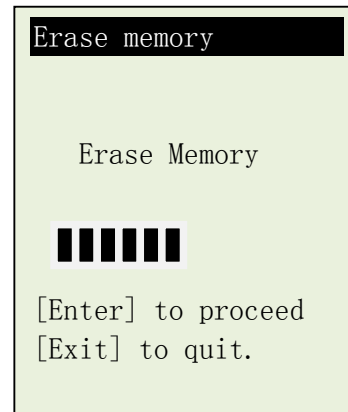 Erase memory
Erase Memory
[Enter] to proceed
[Exit] to quit.